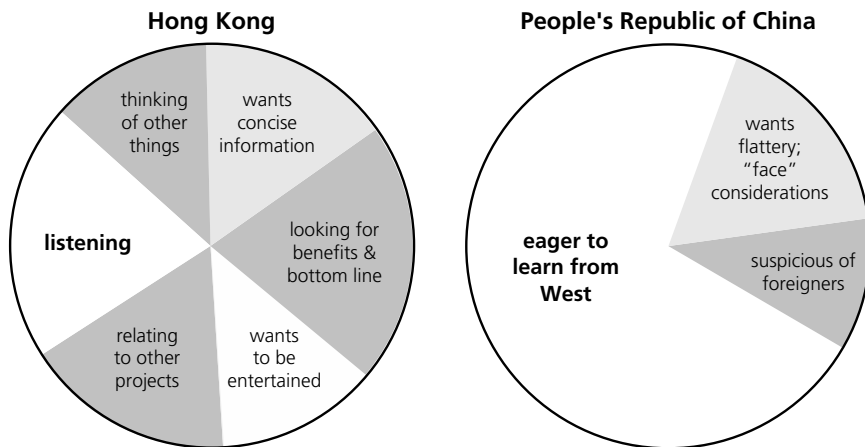 Hong Kong
thinking
of other
things
wants
concise
information
listening
looking for
benefits &
bottom line
relating
to other
projects
wants
to be
entertained
People's Republic of China
wants
flattery;
“face”
considerations
eager to
learn from
West
suspicious of
foreigners